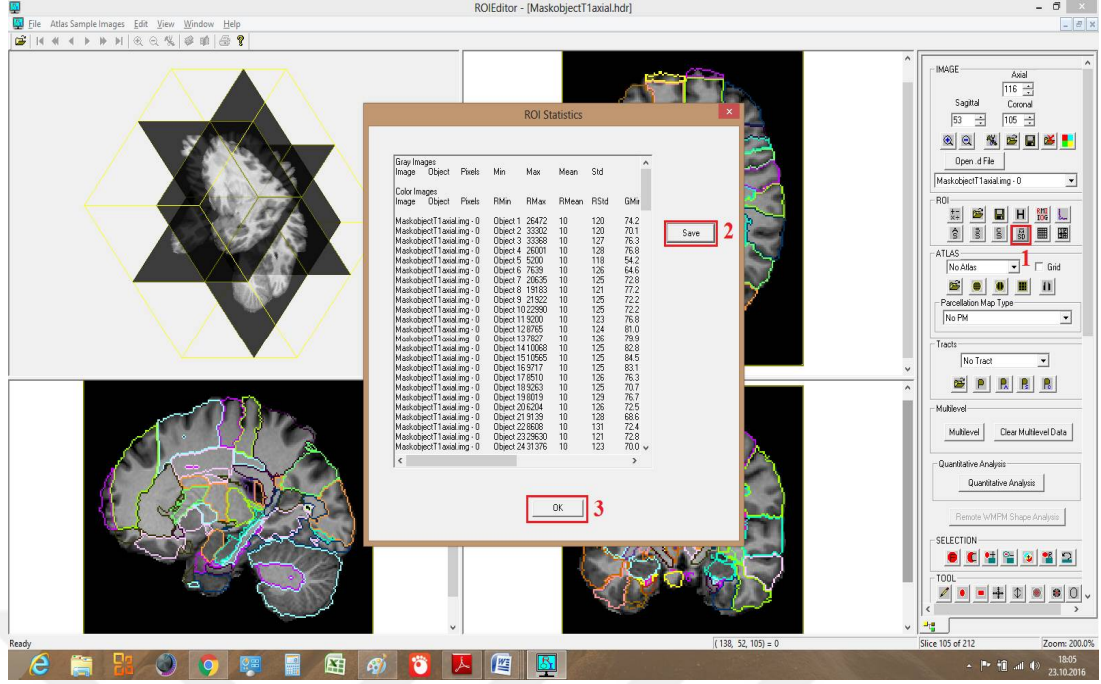 ROIEditor - [MaskobjectT1axial.hdr]
File Atlas Sample Images Edit View Window Help
ROI Statistics
Gray Images
Image Object Pixels Min Max Mean Std
Color Images
Image Object Pixels RMin RMax RMean RStd GMin
MaskobjectT1axial.img - 0 Object 1 26472 10 120 74.2
MaskobjectT1axial.img - 0 Object 2 33302 10 120 70.1
MaskobjectT1axial.img - 0 Object 3 33368 10 127 76.3
MaskobjectT1axial.img - 0 Object 4 26001 10 128 76.8
MaskobjectT1axial.img - 0 Object 5 5200 10 118 54.2
MaskobjectT1axial.img - 0 Object 6 7639 10 126 64.6
MaskobjectT1axial.img - 0 Object 7 20635 10 125 72.8
MaskobjectT1axial.img - 0 Object 8 19183 10 121 77.2
MaskobjectT1axial.img - 0 Object 9 21922 10 125 72.2
MaskobjectT1axial.img - 0 Object 10 22990 10 125 72.2
MaskobjectT1axial.img - 0 Object 11 9200 10 123 76.8
MaskobjectT1axial.img - 0 Object 12 8765 10 124 81.0
MaskobjectT1axial.img - 0 Object 13 7827 10 126 79.9
MaskobjectT1axial.img - 0 Object 14 10068 10 125 82.8
MaskobjectT1axial.img - 0 Object 15 10565 10 125 84.5
MaskobjectT1axial.img - 0 Object 16 9717 10 125 83.1
MaskobjectT1axial.img - 0 Object 17 8510 10 126 76.3
MaskobjectT1axial.img - 0 Object 18 9263 10 125 70.7
MaskobjectT1axial.img - 0 Object 19 8019 10 129 76.7
MaskobjectT1axial.img - 0 Object 20 6204 10 126 72.5
MaskobjectT1axial.img - 0 Object 21 9139 10 128 68.6
MaskobjectT1axial.img - 0 Object 22 8608 10 131 72.4
MaskobjectT1axial.img - 0 Object 23 29630 10 121 72.8
MaskobjectT1axial.img - 0 Object 24 31376 10 123 70.0
Save 2
OK 3
IMAGE
Axial
116
Sagittal Coronal
53 105
Open .d File
MaskobjectT1axial.img - 0
ROI
H
SD
1
ATLAS
No Atlas Grid
Parcellation Map Type
No PM
Tracts
No Tract
Multilevel
Multilevel Clear Multilevel Data
Quantitative Analysis
Quantitative Analysis
Remote WMPM Shape Analysis
SELECTION
TOOL
Ready ( 138, 52, 105) = 0 Slice 105 of 212 Zoom: 200.0%
18:05
23.10.2016